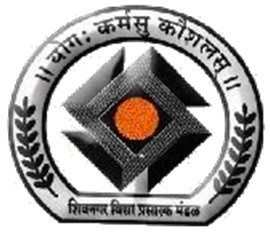 ॥ योगः कर्मसु कौशलम् ॥
शिवनगर विद्या प्रसारक मंडळ